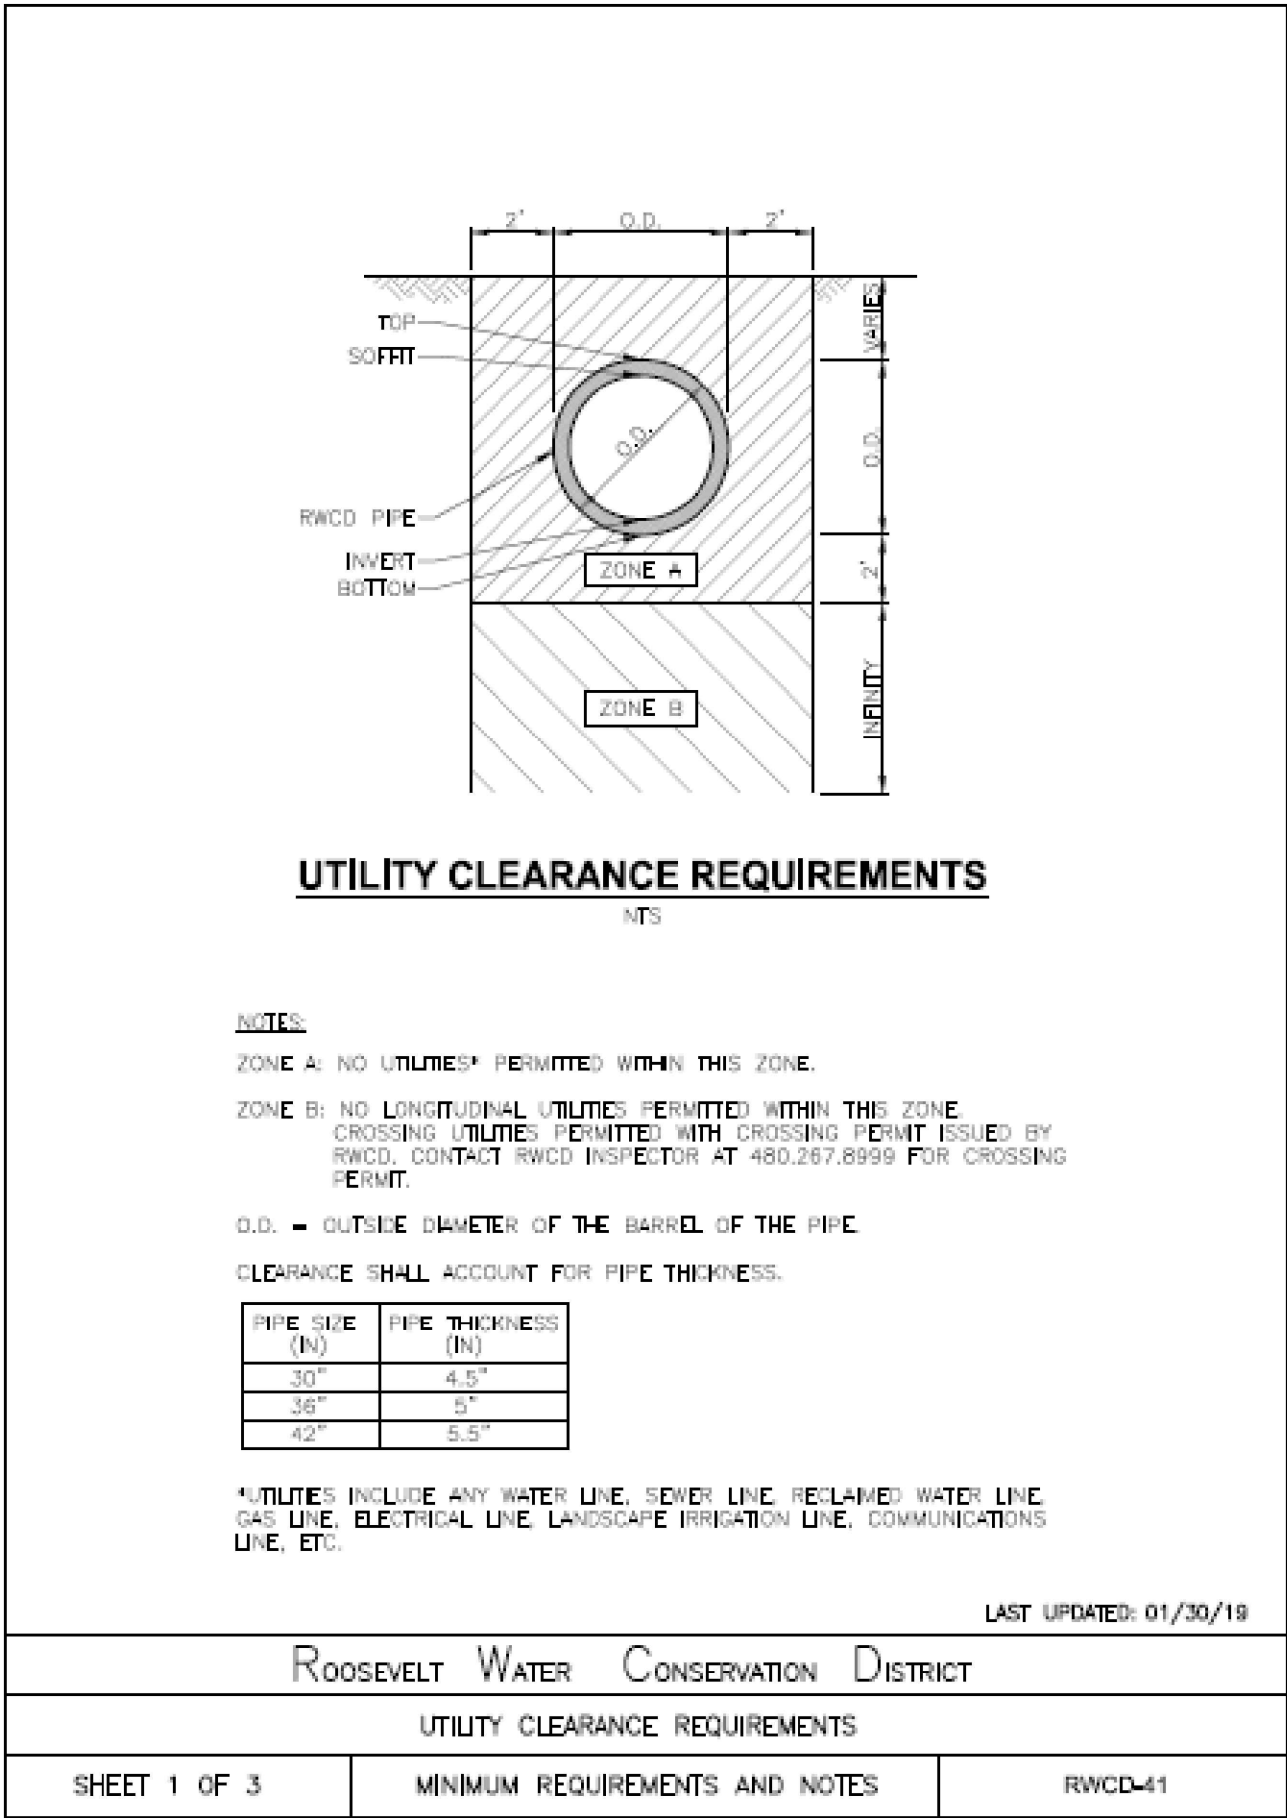 2' O.D. 2'
VARIES
TOP
SOFFIT
O.D.
O.D.
RWCD PIPE
INVERT
BOTTOM
ZONE A
2'
ZONE B
INFINITY
UTILITY CLEARANCE REQUIREMENTS
NTS
NOTES:
ZONE A: NO UTILITIES* PERMITTED WITHIN THIS ZONE.
ZONE B: NO LONGITUDINAL UTILITIES PERMITTED WITHIN THIS ZONE.
CROSSING UTILITIES PERMITTED WITH CROSSING PERMIT ISSUED BY
RWCD. CONTACT RWCD INSPECTOR AT 480.267.8999 FOR CROSSING
PERMIT.
O.D. = OUTSIDE DIAMETER OF THE BARREL OF THE PIPE.
CLEARANCE SHALL ACCOUNT FOR PIPE THICKNESS.
PIPE SIZE PIPE THICKNESS
(IN) (IN)
30" 4.5"
36" 5"
42" 5.5"
*UTILITIES INCLUDE ANY WATER LINE, SEWER LINE, RECLAIMED WATER LINE,
GAS LINE, ELECTRICAL LINE, LANDSCAPE IRRIGATION LINE, COMMUNICATIONS
LINE, ETC.
LAST UPDATED: 01/30/19
ROOSEVELT WATER CONSERVATION DISTRICT
UTILITY CLEARANCE REQUIREMENTS
SHEET 1 OF 3 MINIMUM REQUIREMENTS AND NOTES RWCD-41